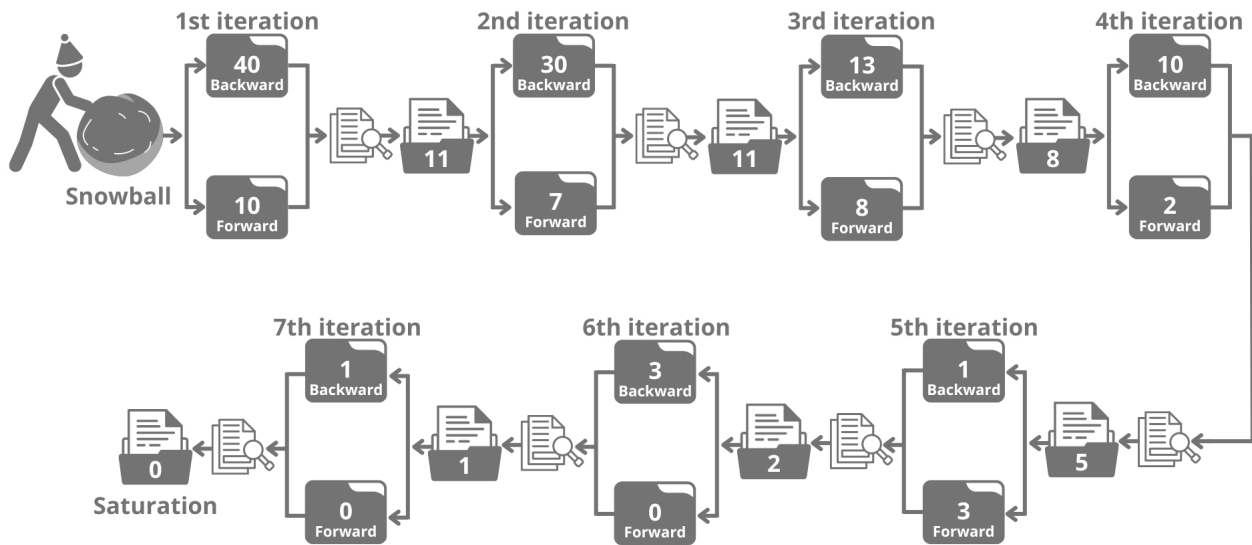 1st iteration
2nd iteration
3rd iteration
4th iteration
40
Backward
30
Backward
13
Backward
10
Backward
11
11
8
Snowball
10
Forward
7
Forward
8
Forward
2
Forward
7th iteration
6th iteration
5th iteration
1
Backward
3
Backward
1
Backward
0
1
2
5
Saturation
0
Forward
0
Forward
3
Forward